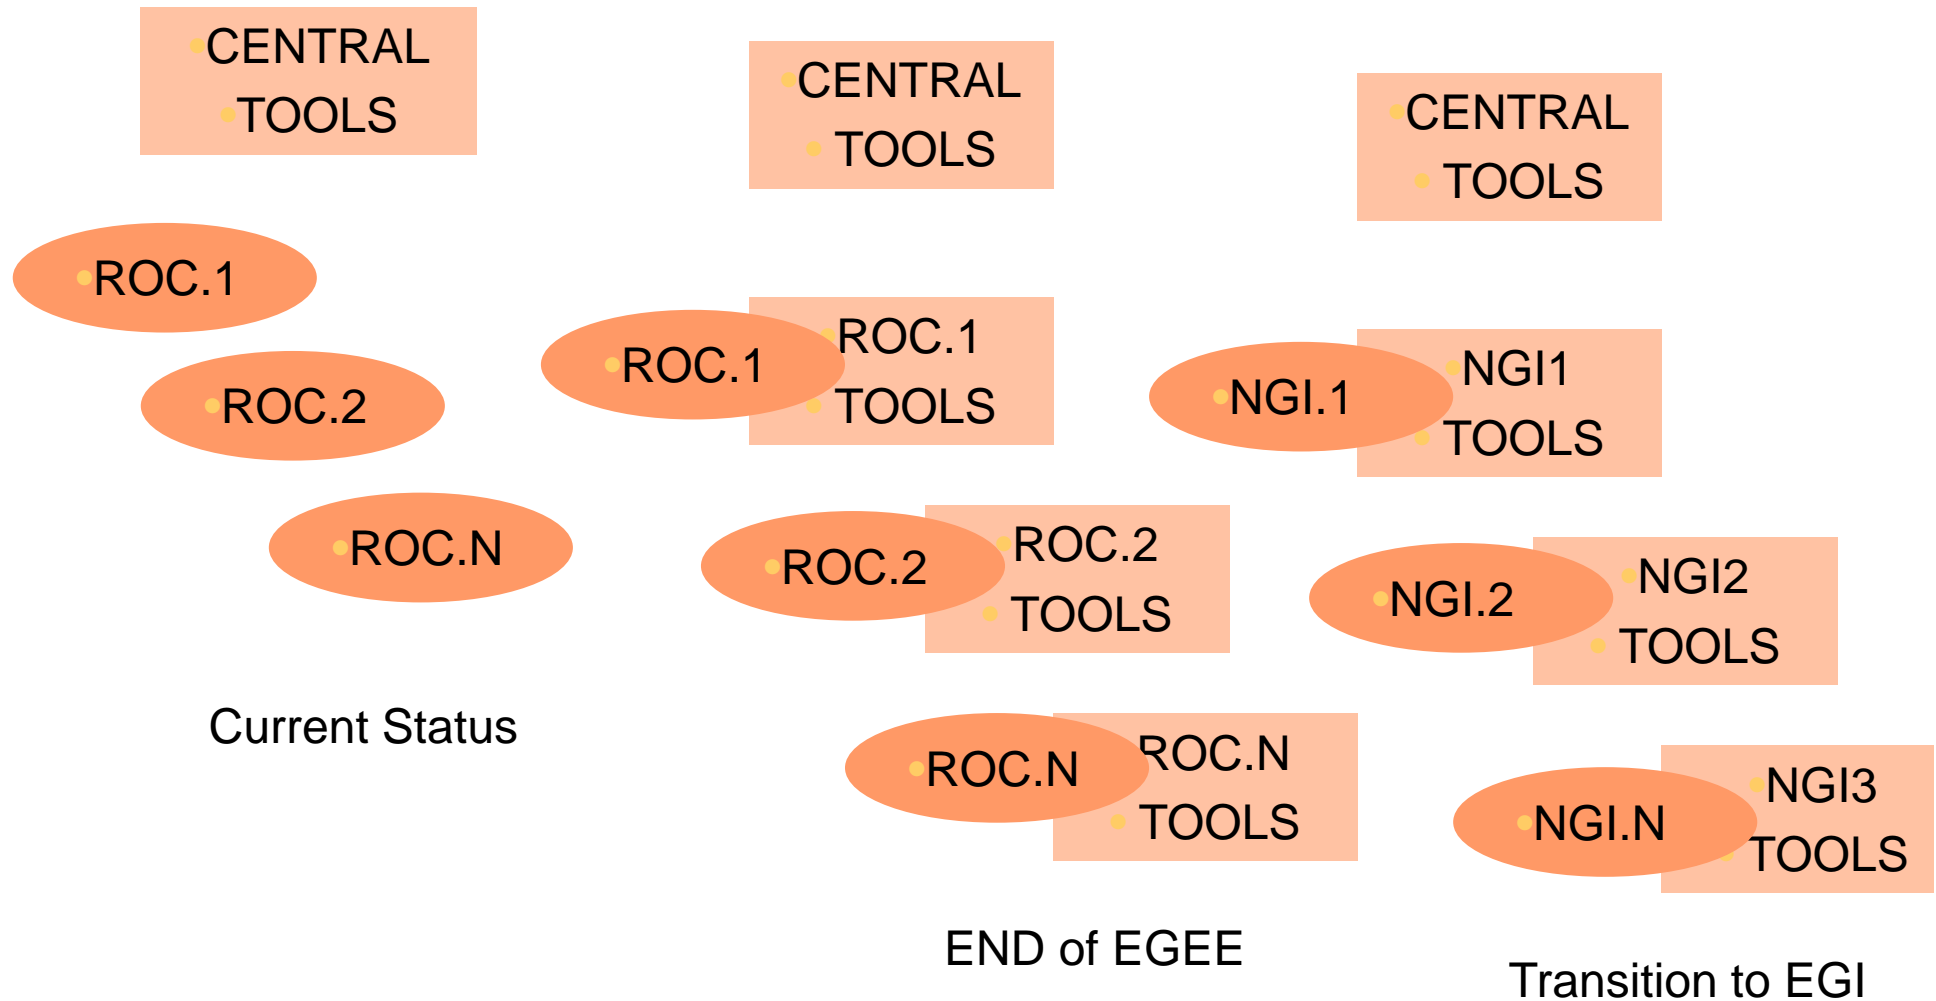 •CENTRAL
•TOOLS
•ROC.1
•ROC.2
•ROC.N
Current Status
•CENTRAL
• TOOLS
•ROC.1
•ROC.1
• TOOLS
•ROC.2
•ROC.2
• TOOLS
•ROC.N
ROC.N
• TOOLS
END of EGEE
•CENTRAL
• TOOLS
•NGI.1
•NGI1
• TOOLS
•NGI.2
•NGI2
• TOOLS
•NGI.N
•NGI3
• TOOLS
Transition to EGI